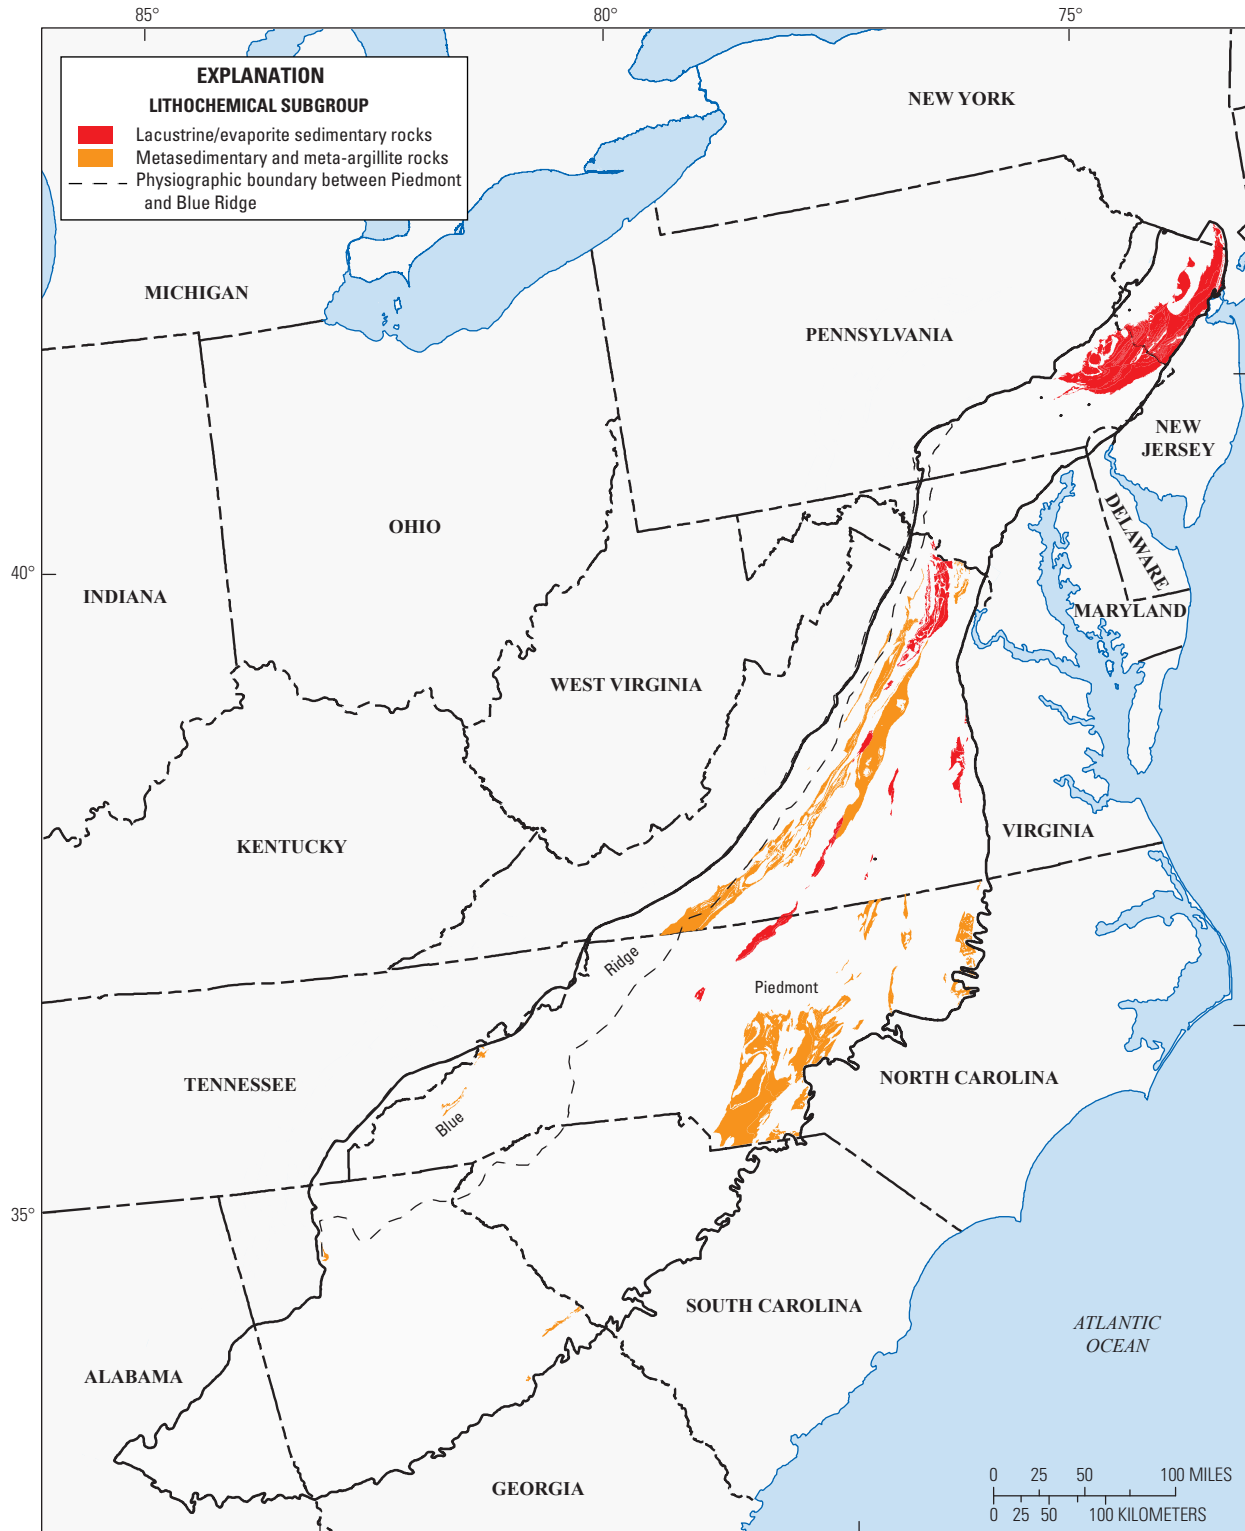 85°
80°
75°
EXPLANATION
LITHOCHEMICAL SUBGROUP
Lacustrine/evaporite sedimentary rocks
Metasedimentary and meta-argillite rocks
Physiographic boundary between Piedmont
and Blue Ridge
NEW YORK
MICHIGAN
PENNSYLVANIA
NEW
JERSEY
OHIO
DELAWARE
40°
INDIANA
MARYLAND
WEST VIRGINIA
VIRGINIA
KENTUCKY
Ridge
Piedmont
NORTH CAROLINA
TENNESSEE
Blue
35°
SOUTH CAROLINA
ATLANTIC
OCEAN
ALABAMA
GEORGIA
0 25 50 100 MILES
0 25 50 100 KILOMETERS